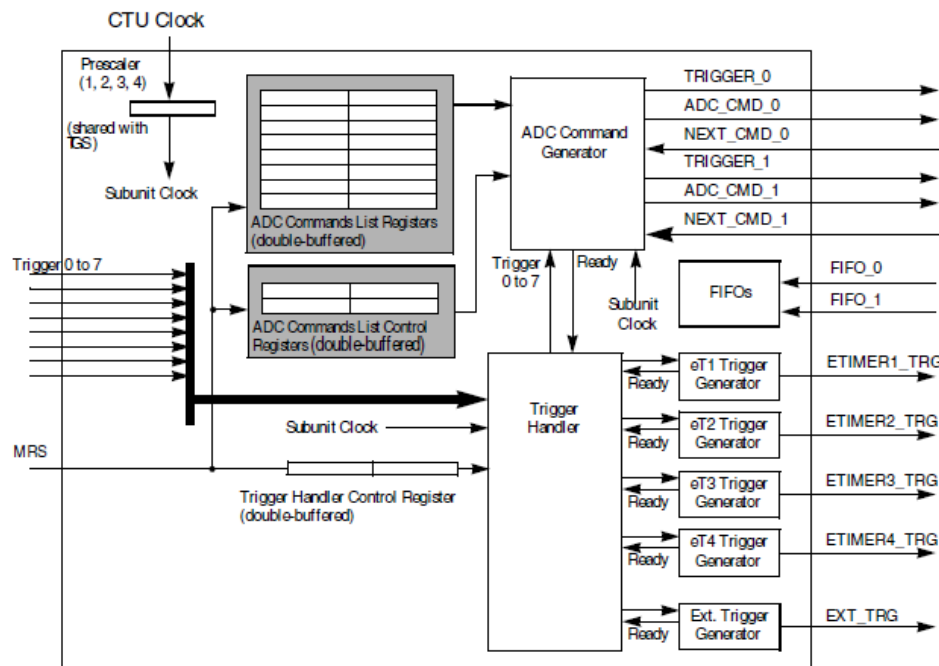 CTU Clock
Prescaler
(1, 2, 3, 4)
(shared with
TGS)
Subunit Clock
ADC Commands List Registers
(double-buffered)
ADC Command
Generator
TRIGGER_0
ADC_CMD_0
NEXT_CMD_0
TRIGGER_1
ADC_CMD_1
NEXT_CMD_1
Trigger 0 to 7
ADC Commands List Control
Registers (double-buffered)
Trigger
0 to 7
Ready
Subunit
Clock
FIFOs
FIFO_0
FIFO_1
Trigger
Handler
Subunit Clock
MRS
Trigger Handler Control Register
(double-buffered)
Ready
eT1 Trigger
Generator
ETIMER1_TRG
Ready
eT2 Trigger
Generator
ETIMER2_TRG
Ready
eT3 Trigger
Generator
ETIMER3_TRG
Ready
eT4 Trigger
Generator
ETIMER4_TRG
Ready
Ext. Trigger
Generator
EXT_TRG